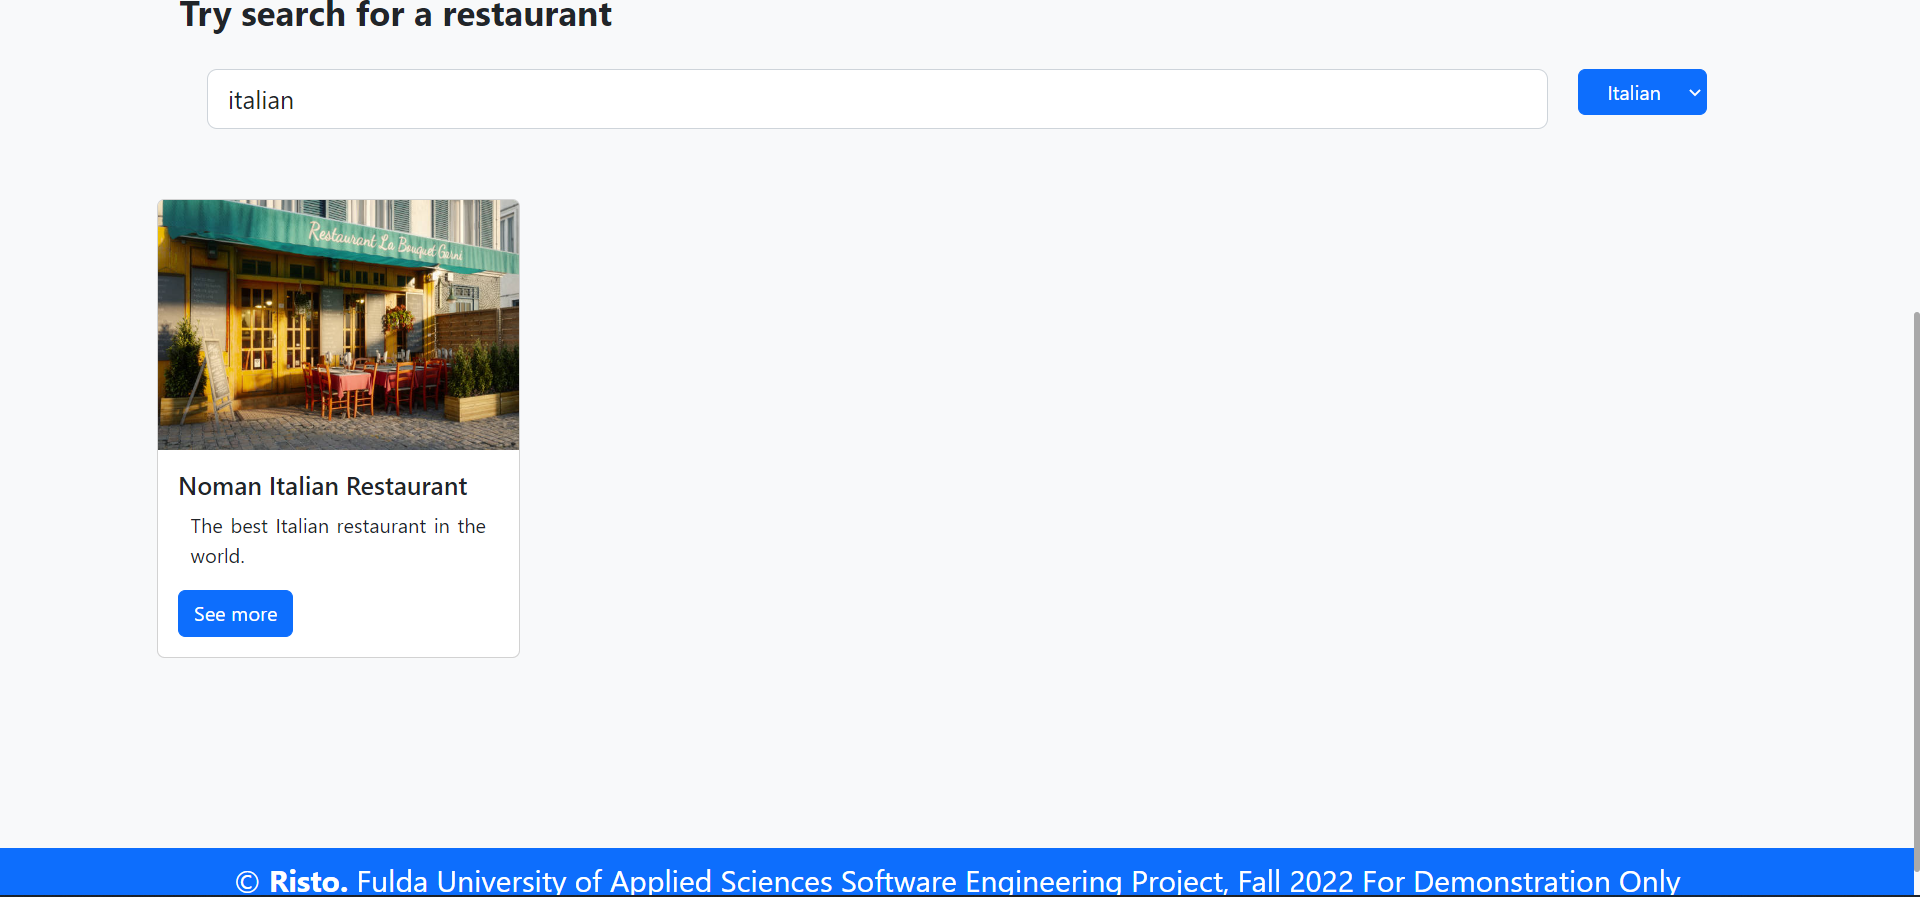 Try search for a restaurant
italian
Italian
Restaurant La Bouquet Garni
Noman Italian Restaurant
The best Italian restaurant in the
world.
See more
© Risto. Fulda University of Applied Sciences Software Engineering Project, Fall 2022 For Demonstration Only